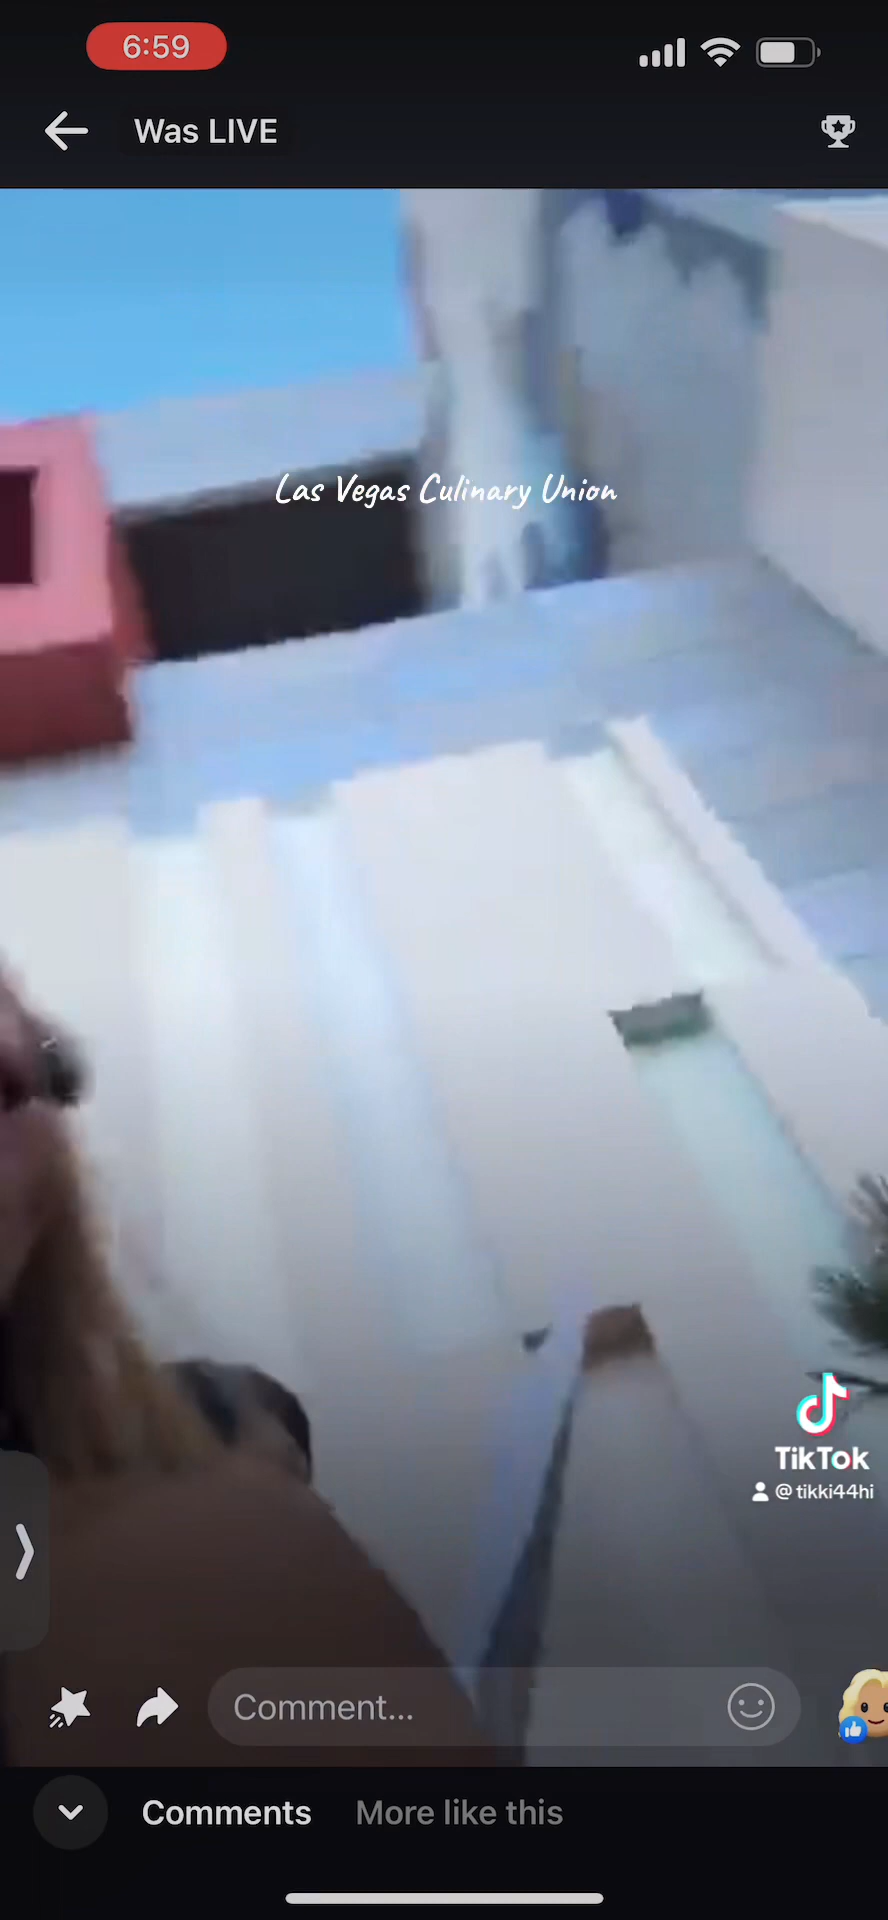 6:59
Was LIVE
Las Vegas Culinary Union
TikTok
@tikki44hi
Comment...
Comments
More like this